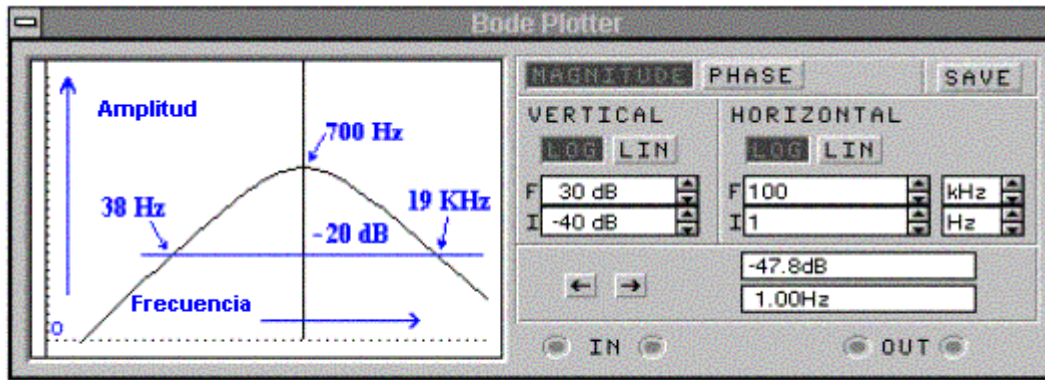 Bode Plotter
Amplitud
700 Hz
38 Hz
19 KHz
-20 dB
Frecuencia
0
MAGNITUDE PHASE SAVE
VERTICAL HORIZONTAL
LOG LIN LOG LIN
F 30 dB F 100 kHz
I -40 dB I 1 Hz
← → -47.8dB
1.00Hz
IN OUT